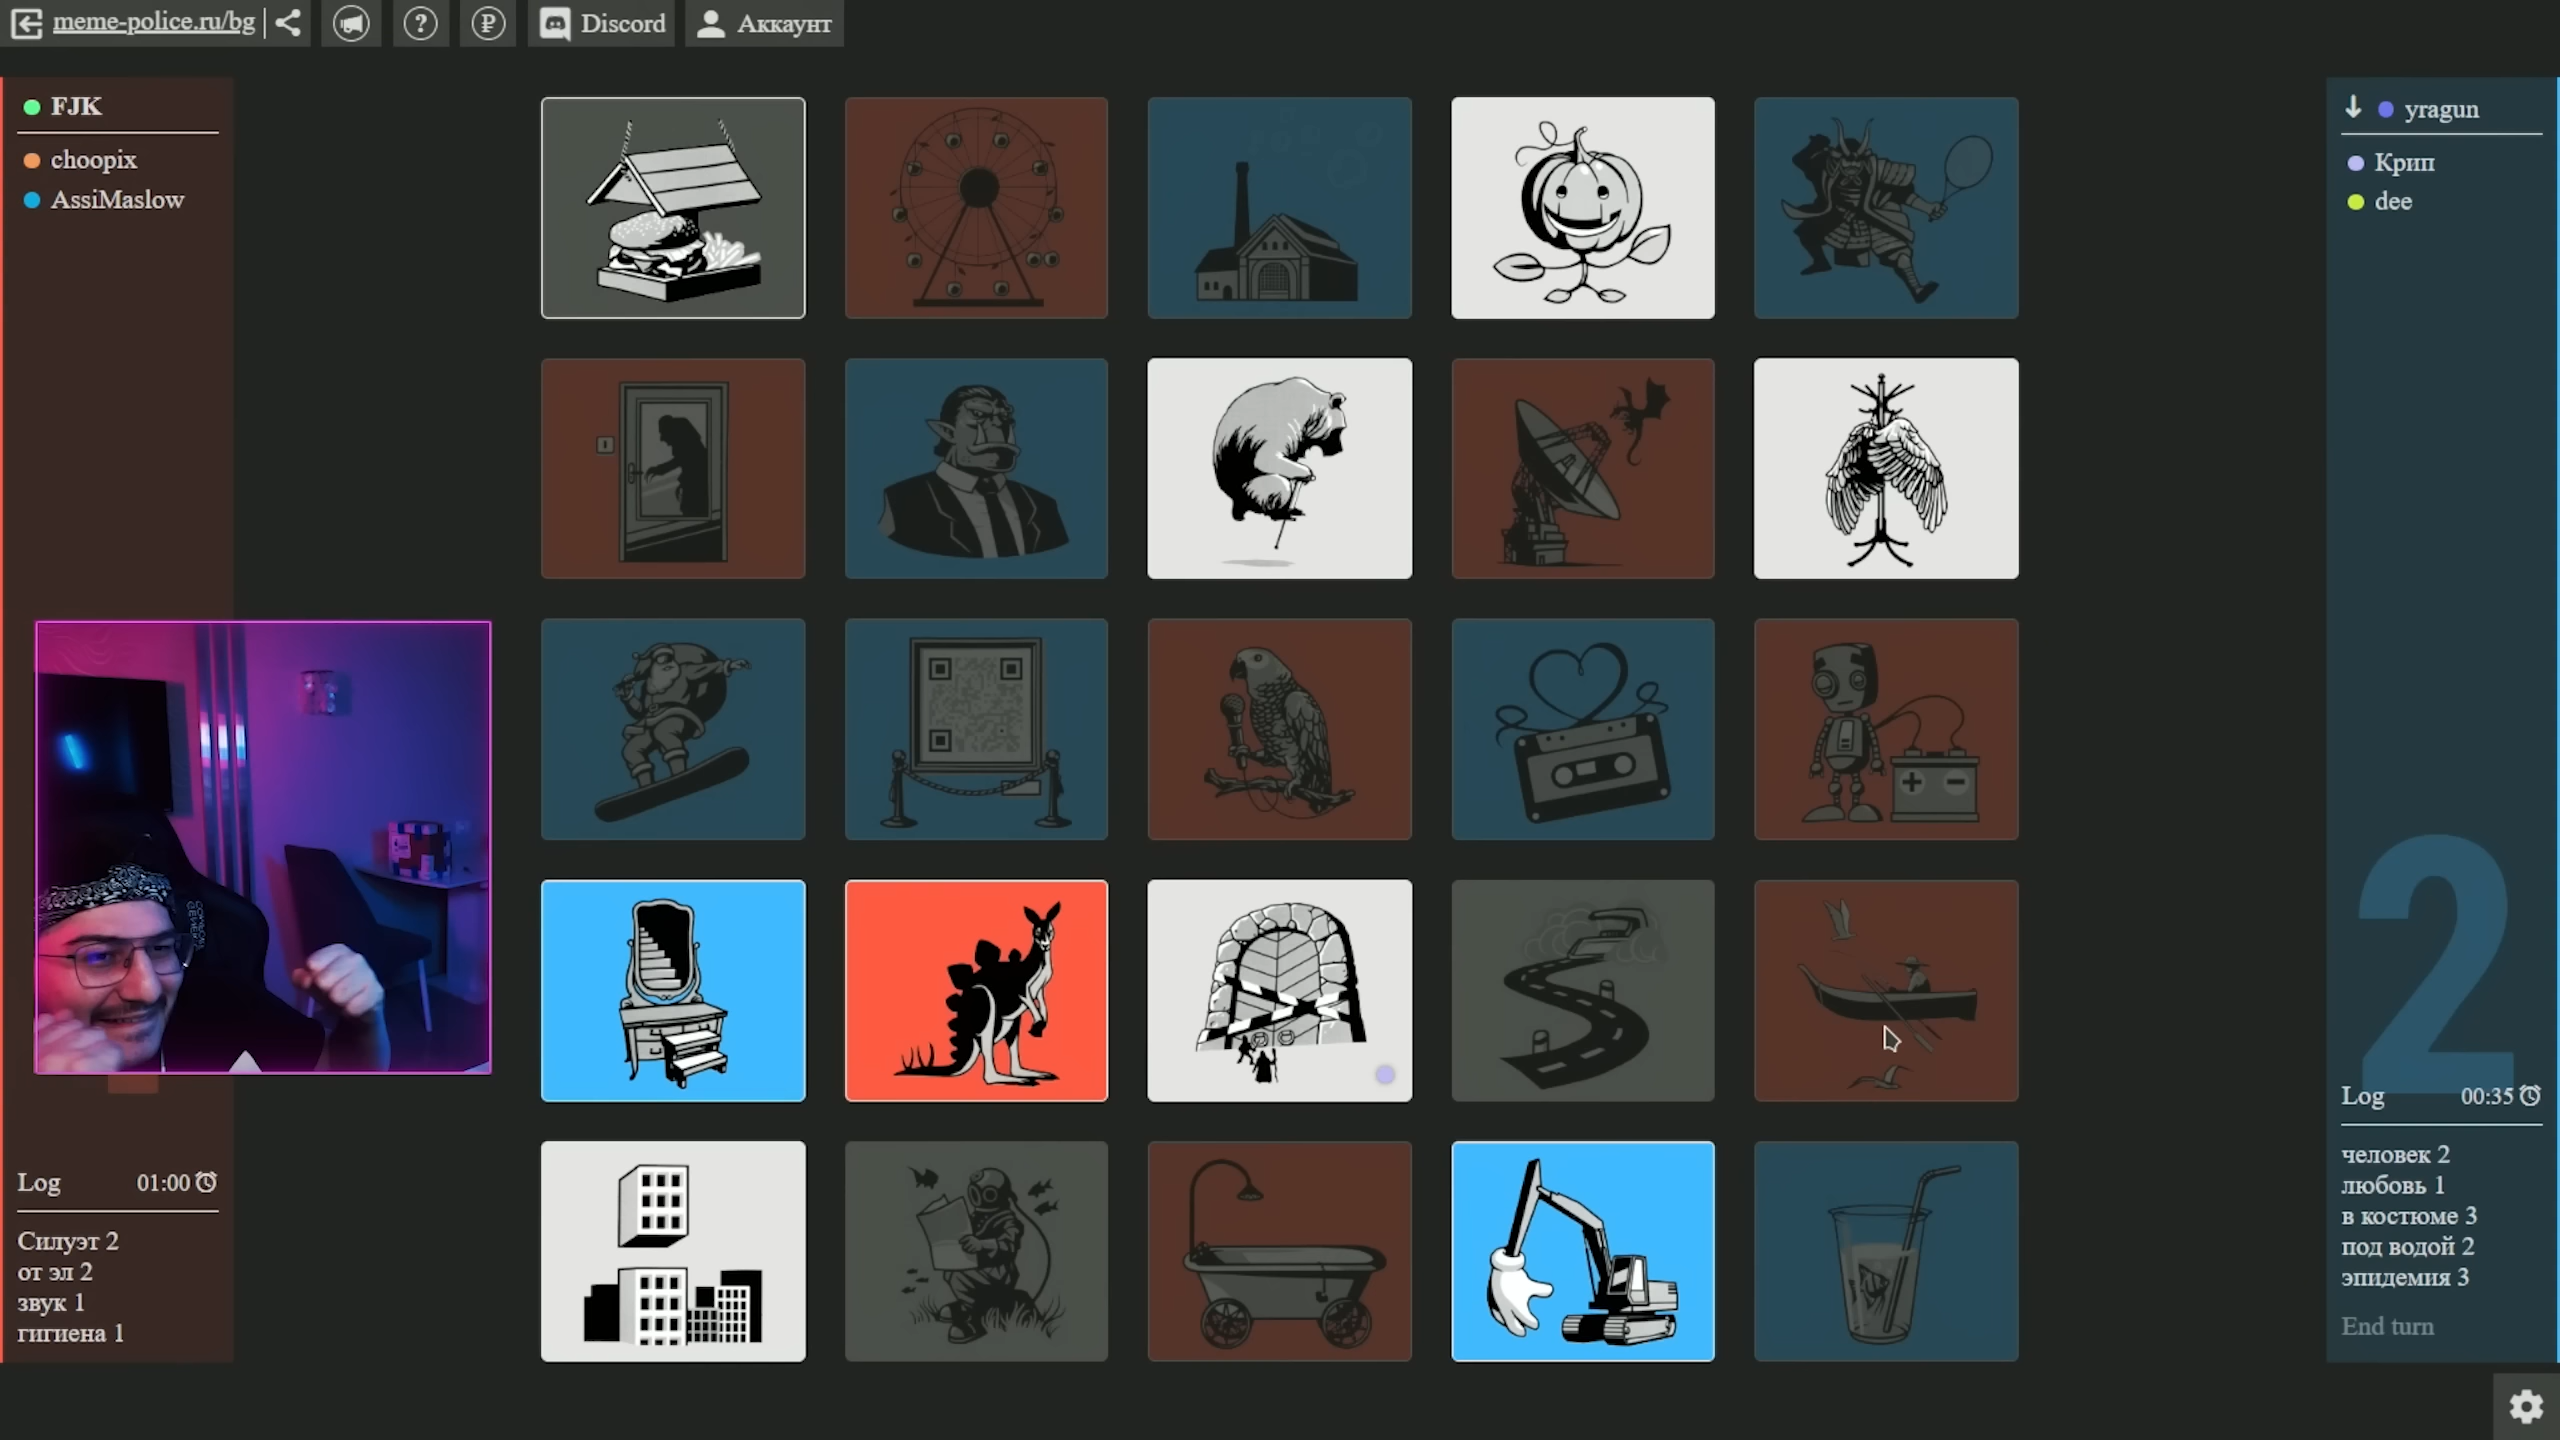 meme-police.ru/bg
Discord
Аккаунт
FJK
choopix
AssiMaslow
yragun
Крип
dee
Log 01:00
Силуэт 2
от эл 2
звук 1
гигиена 1
2
Log 00:35
человек 2
любовь 1
в костюме 3
под водой 2
эпидемия 3
End turn